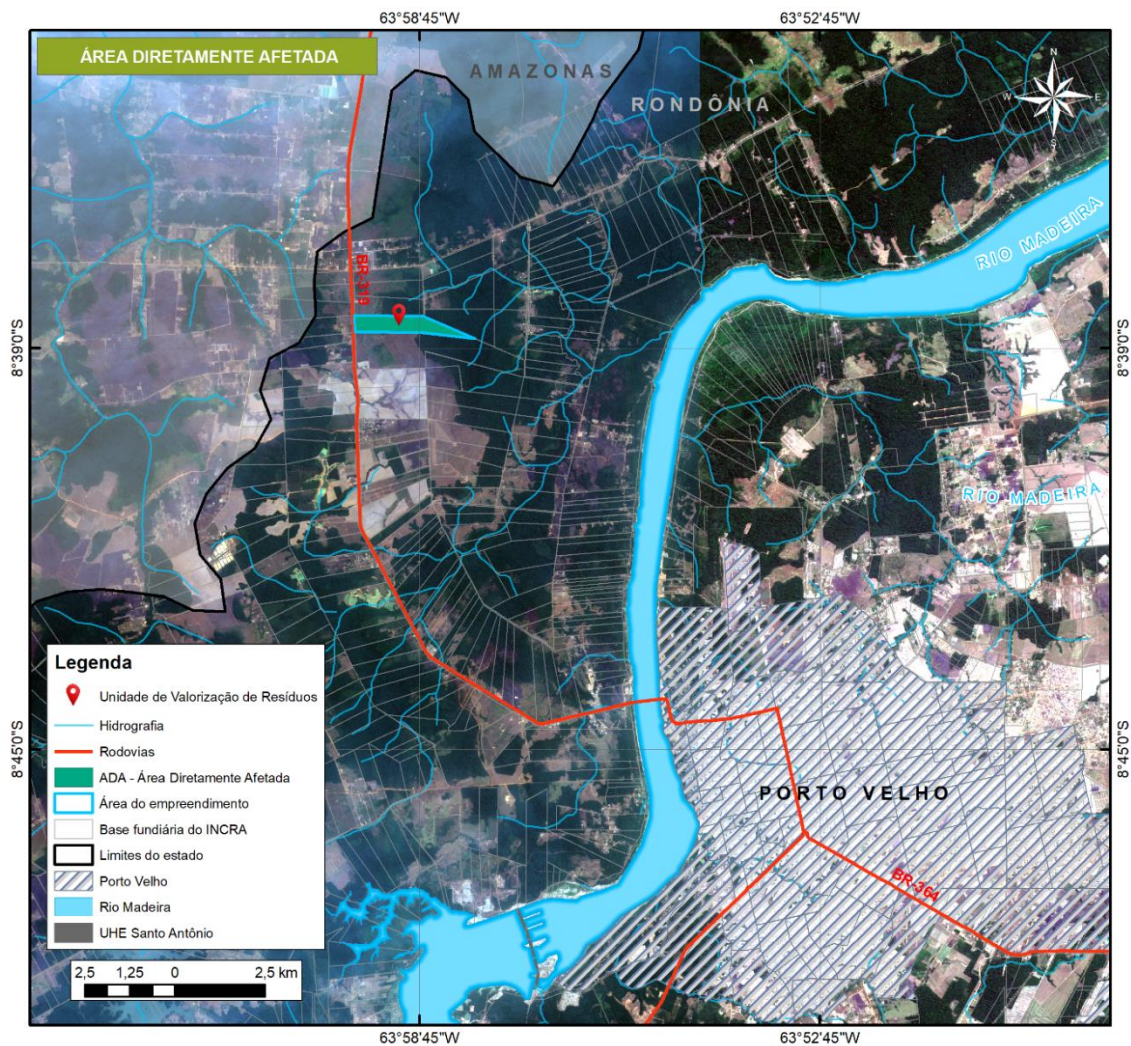 63°58'45"W
63°52'45"W
ÁREA DIRETAMENTE AFETADA
AMAZONAS
RONDÔNIA
N
W
E
S
RIO MADEIRA
BR-319
8°39'0"S
8°39'0"S
RIO MADEIRA
Legenda
Unidade de Valorização de Resíduos
Hidrografia
Rodovias
ADA - Área Diretamente Afetada
Área do empreendimento
Base fundiária do INCRA
Limites do estado
Porto Velho
Rio Madeira
UHE Santo Antônio
8°45'0"S
8°45'0"S
PORTO VELHO
BR-364
2,5 1,25 0 2,5 km
63°58'45"W
63°52'45"W